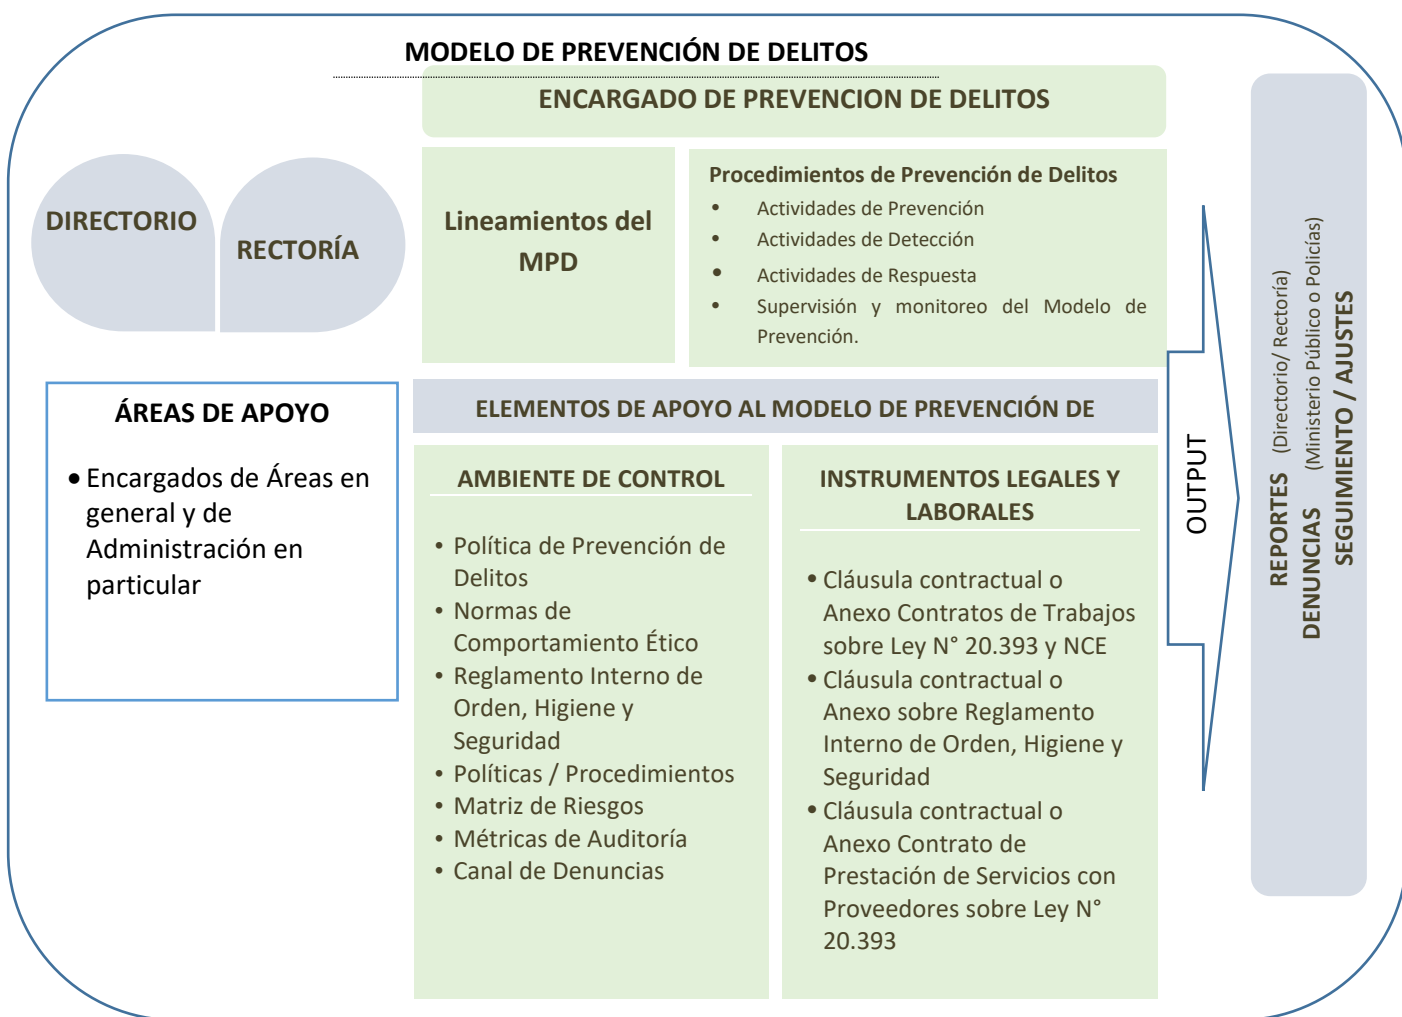 MODELO DE PREVENCIÓN DE DELITOS
ENCARGADO DE PREVENCION DE DELITOS
DIRECTORIO
RECTORÍA
Lineamientos del
MPD
Procedimientos de Prevención de Delitos
• Actividades de Prevención
• Actividades de Detección
• Actividades de Respuesta
• Supervisión y monitoreo del Modelo de
Prevención.
ÁREAS DE APOYO
• Encargados de Áreas en
general y de
Administración en
particular
ELEMENTOS DE APOYO AL MODELO DE PREVENCIÓN DE
AMBIENTE DE CONTROL
• Política de Prevención de
Delitos
• Normas de
Comportamiento Ético
• Reglamento Interno de
Orden, Higiene y
Seguridad
• Políticas / Procedimientos
• Matriz de Riesgos
• Métricas de Auditoría
• Canal de Denuncias
INSTRUMENTOS LEGALES Y
LABORALES
• Cláusula contractual o
Anexo Contratos de Trabajos
sobre Ley N° 20.393 y NCE
• Cláusula contractual o
Anexo sobre Reglamento
Interno de Orden, Higiene y
Seguridad
• Cláusula contractual o
Anexo Contrato de
Prestación de Servicios con
Proveedores sobre Ley N°
20.393
OUTPUT
REPORTES (Directorio/ Rectoría)
DENUNCIAS (Ministerio Público o Policías)
SEGUIMIENTO / AJUSTES